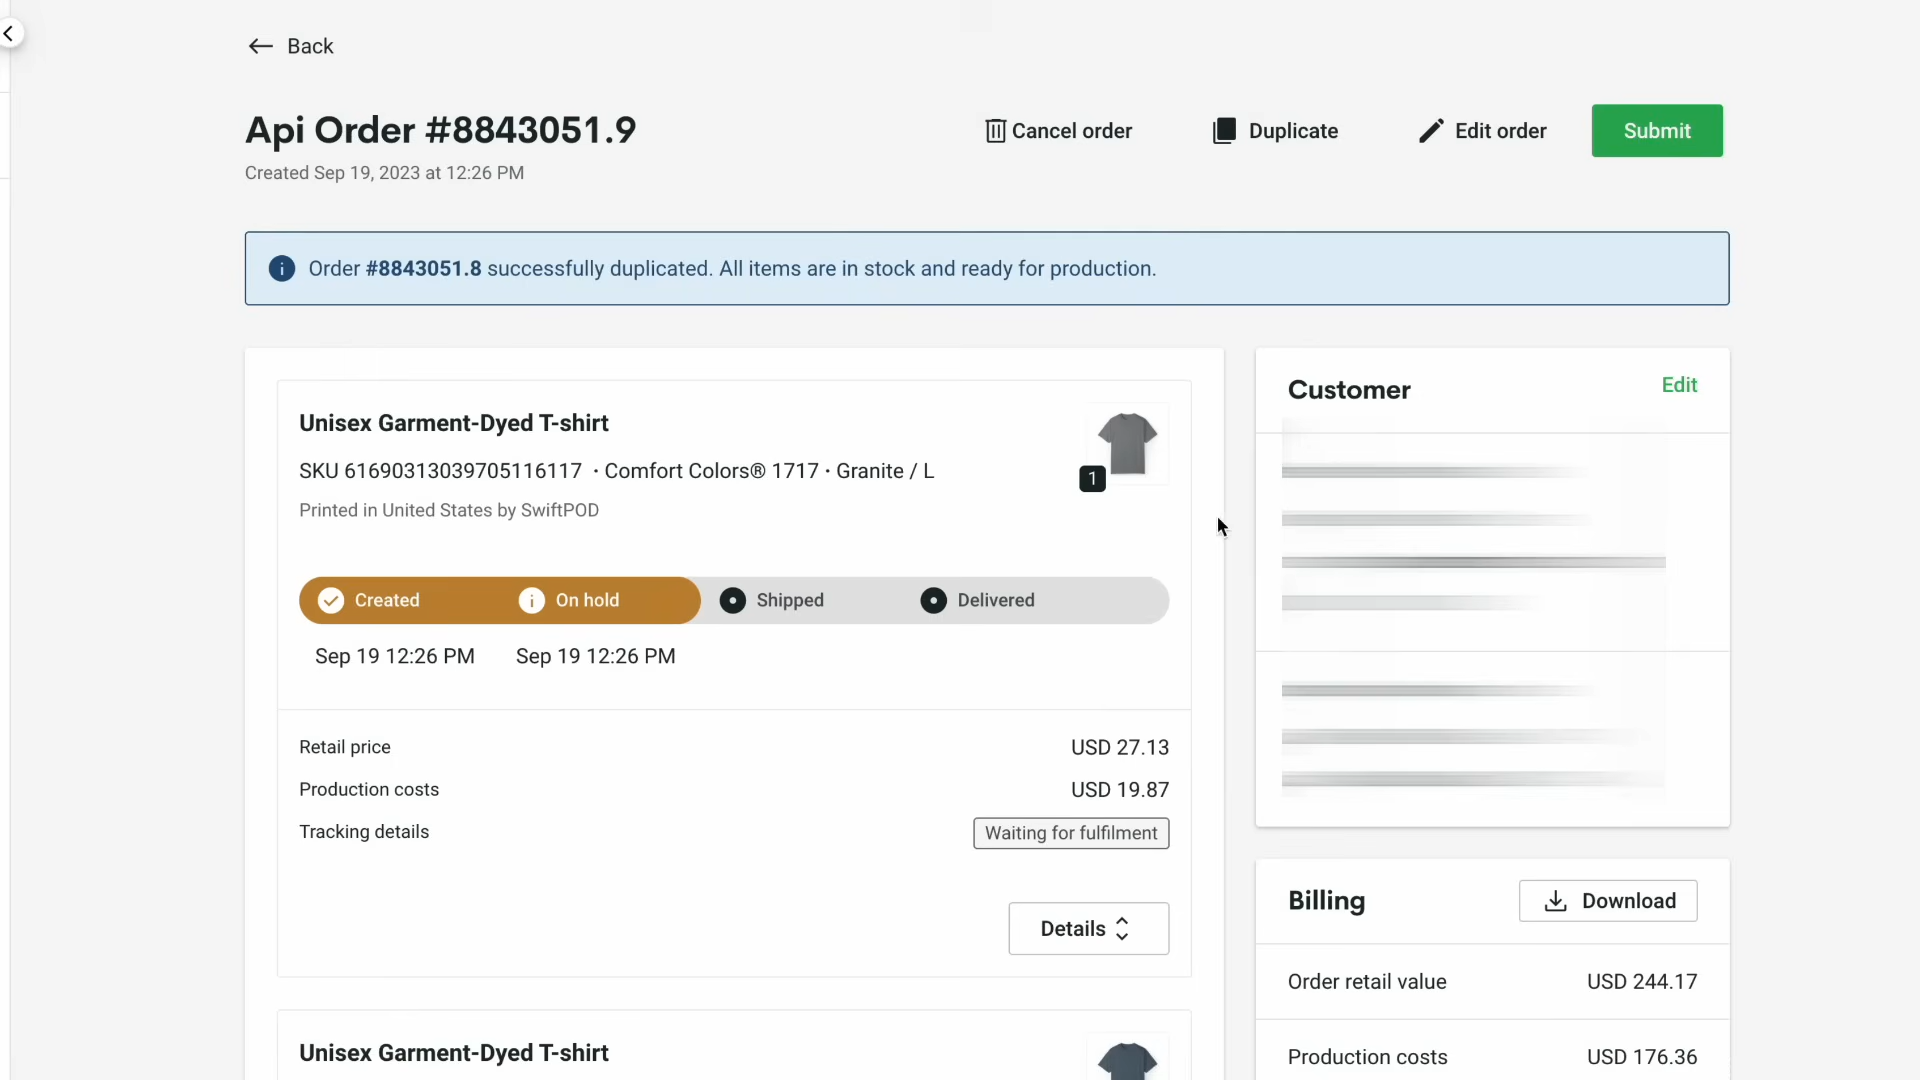 Back
Api Order #8843051.9
Cancel order
Duplicate
Edit order
Submit
Created Sep 19, 2023 at 12:26 PM
Order #8843051.8 successfully duplicated. All items are in stock and ready for production.
Unisex Garment-Dyed T-shirt
SKU 61690313039705116117 · Comfort Colors® 1717 · Granite / L
1
Printed in United States by SwiftPOD
Created
On hold
Shipped
Delivered
Sep 19 12:26 PM
Sep 19 12:26 PM
Retail price
USD 27.13
Production costs
USD 19.87
Tracking details
Waiting for fulfilment
Details
Unisex Garment-Dyed T-shirt
Customer
Edit
Billing
Download
Order retail value
USD 244.17
Production costs
USD 176.36